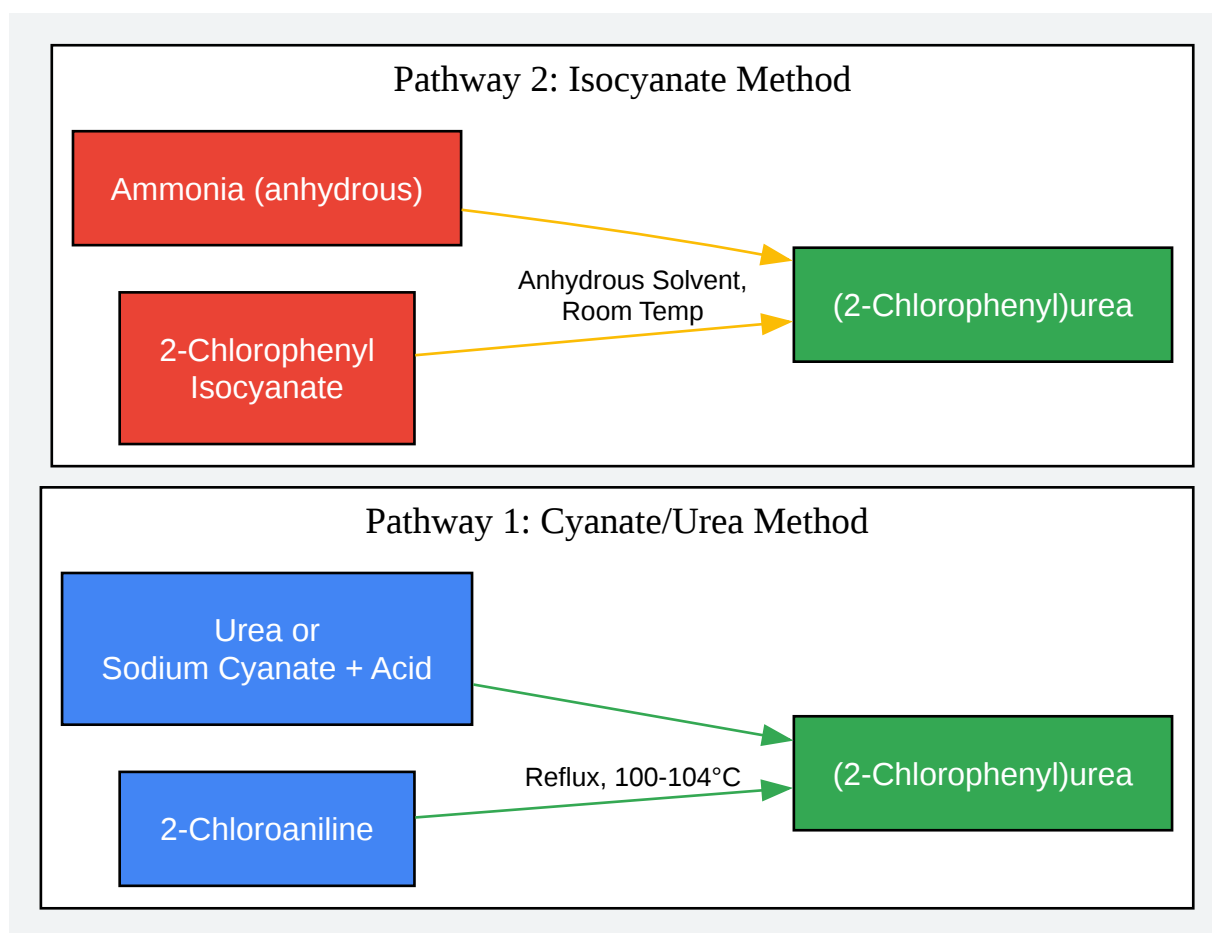 Pathway 2: Isocyanate Method
Ammonia (anhydrous)
Anhydrous Solvent,
Room Temp
(2-Chlorophenyl)urea
2-Chlorophenyl
Isocyanate
Pathway 1: Cyanate/Urea Method
Urea or
Sodium Cyanate + Acid
Reflux, 100-104°C
(2-Chlorophenyl)urea
2-Chloroaniline